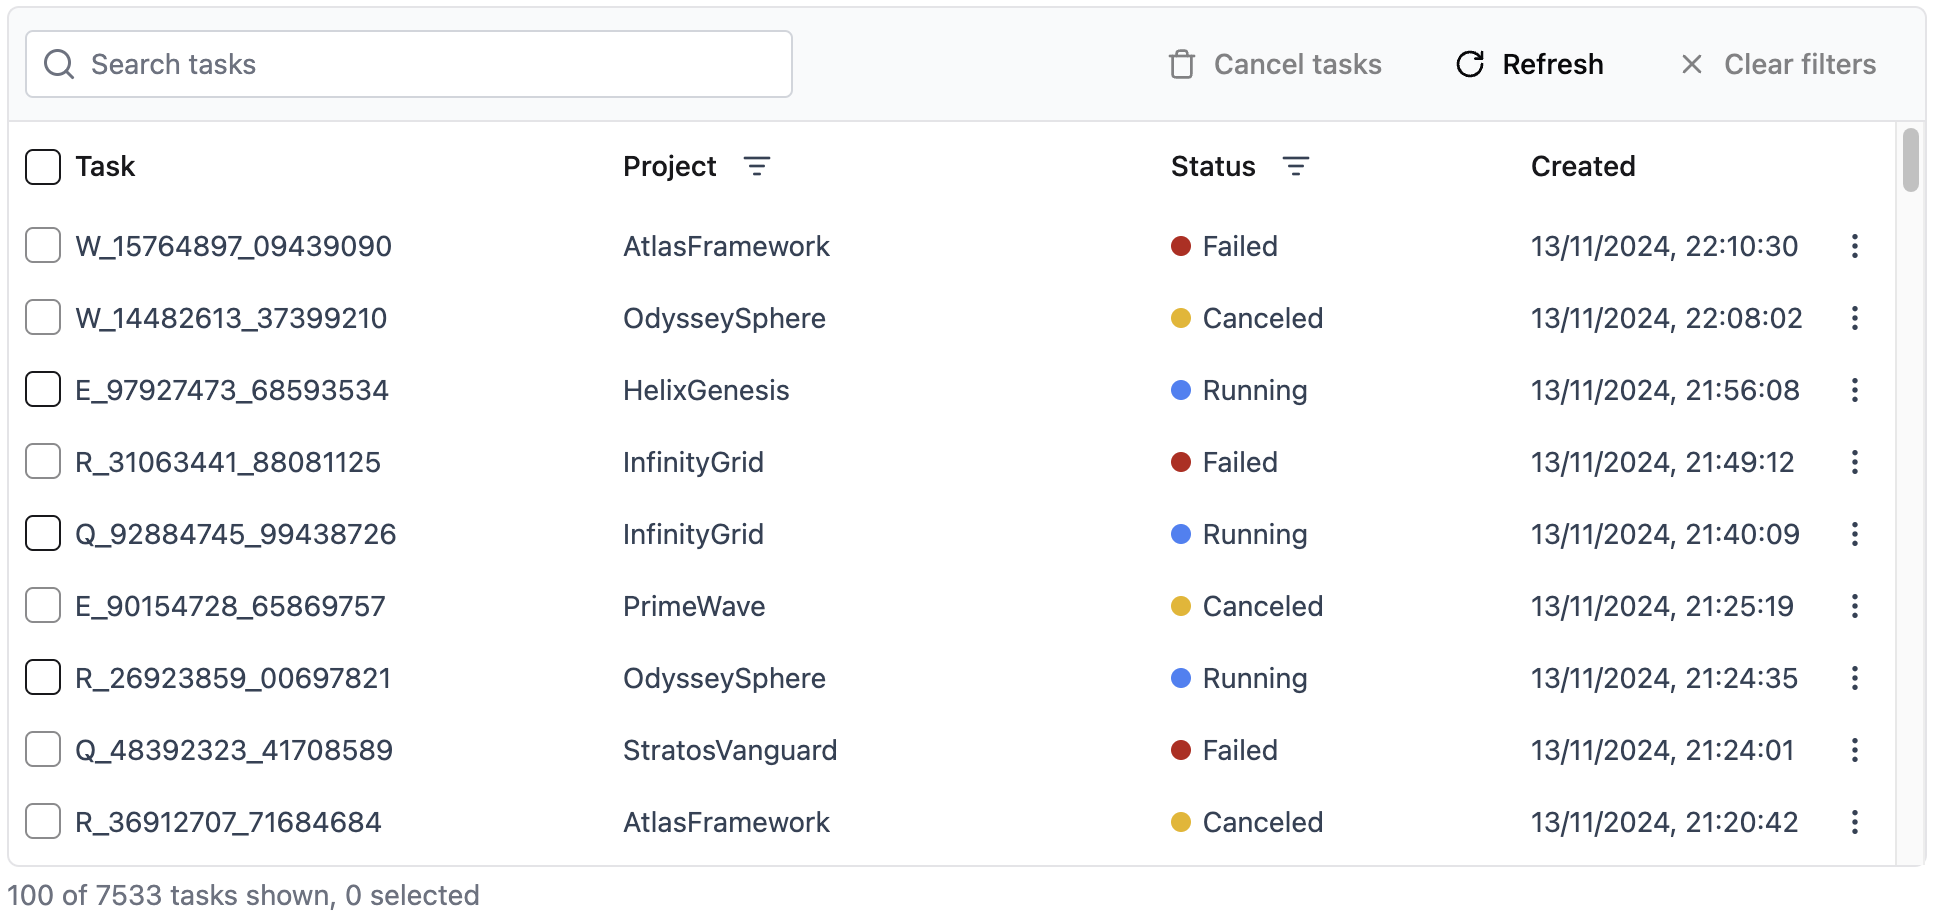 Search tasks Cancel tasks Refresh Clear filters
Task Project Status Created
W_15764897_09439090 AtlasFramework Failed 13/11/2024, 22:10:30
W_14482613_37399210 OdysseySphere Canceled 13/11/2024, 22:08:02
E_97927473_68593534 HelixGenesis Running 13/11/2024, 21:56:08
R_31063441_88081125 InfinityGrid Failed 13/11/2024, 21:49:12
Q_92884745_99438726 InfinityGrid Running 13/11/2024, 21:40:09
E_90154728_65869757 PrimeWave Canceled 13/11/2024, 21:25:19
R_26923859_00697821 OdysseySphere Running 13/11/2024, 21:24:35
Q_48392323_41708589 StratosVanguard Failed 13/11/2024, 21:24:01
R_36912707_71684684 AtlasFramework Canceled 13/11/2024, 21:20:42
100 of 7533 tasks shown, 0 selected